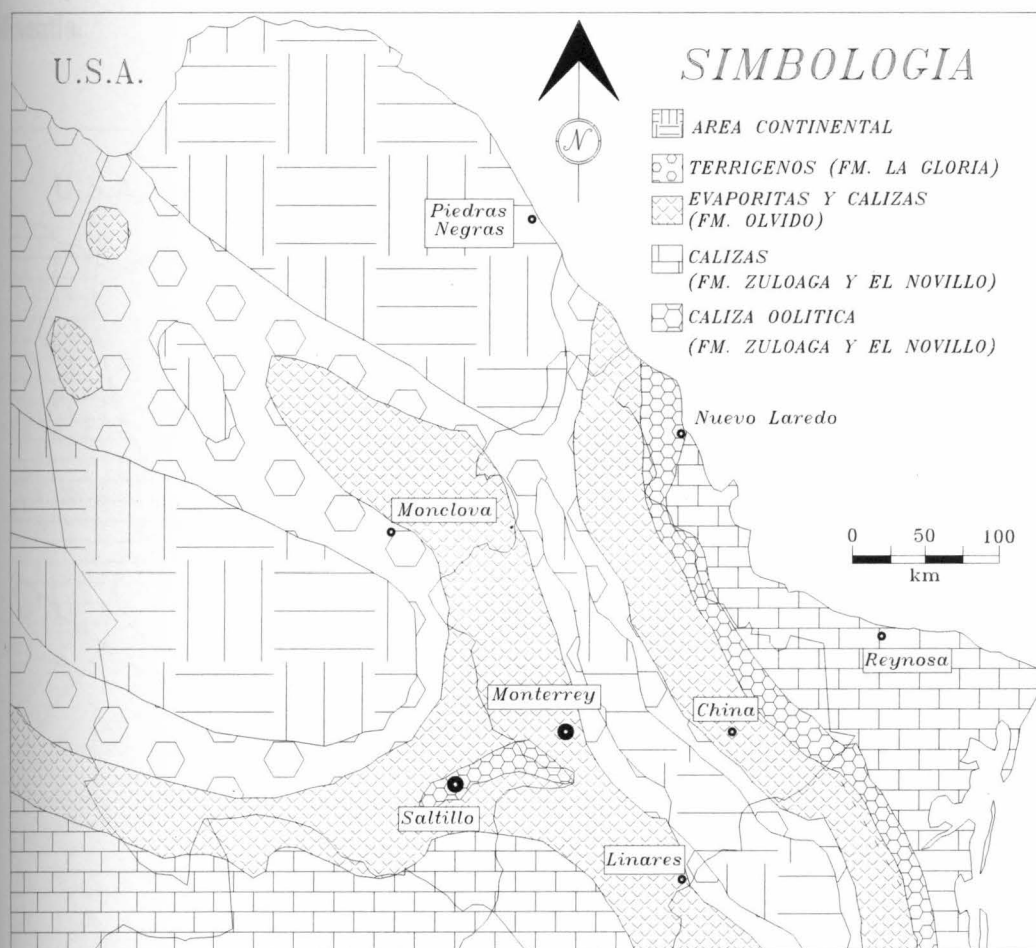 U.S.A.
N
SIMBOLOGIA
AREA CONTINENTAL
TERRIGENOS (FM. LA GLORIA)
EVAPORITAS Y CALIZAS
(FM. OLVIDO)
CALIZAS
(FM. ZULOAGA Y EL NOVILLO)
CALIZA OOLITICA
(FM. ZULOAGA Y EL NOVILLO)
Piedras
Negras
Nuevo Laredo
Monclova
0 50 100
km
Reynosa
Monterrey
China
Saltillo
Linares